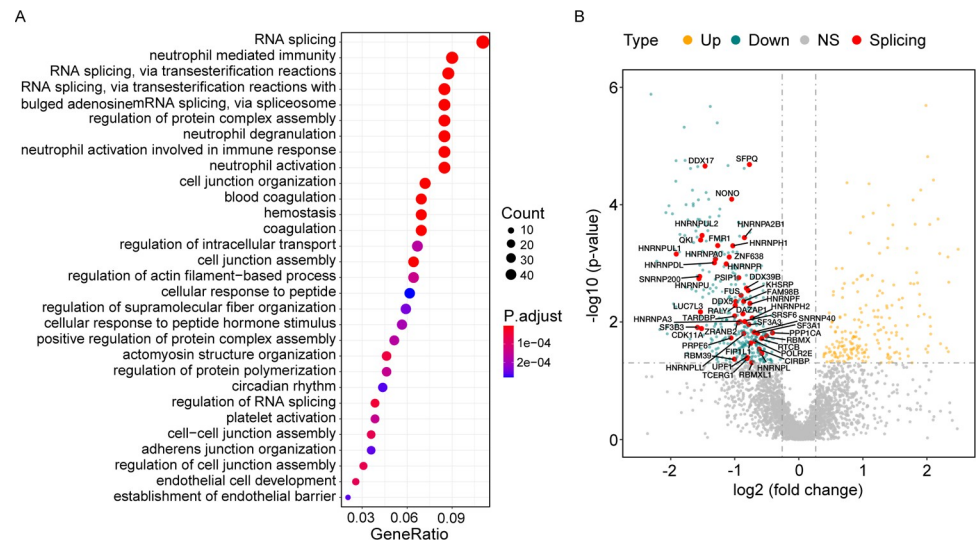 A
RNA splicing
neutrophil mediated immunity
RNA splicing, via transesterification reactions
RNA splicing, via transesterification reactions with
bulged adenosinemRNA splicing, via spliceosome
regulation of protein complex assembly
neutrophil degranulation
neutrophil activation involved in immune response
neutrophil activation
cell junction organization
blood coagulation
hemostasis
coagulation
regulation of intracellular transport
cell junction assembly
regulation of actin filament-based process
cellular response to peptide
regulation of supramolecular fiber organization
cellular response to peptide hormone stimulus
positive regulation of protein complex assembly
actomyosin structure organization
regulation of protein polymerization
circadian rhythm
regulation of RNA splicing
platelet activation
cell-cell junction assembly
adherens junction organization
regulation of cell junction assembly
endothelial cell development
establishment of endothelial barrier
0.03 0.06 0.09
GeneRatio
Count
10
20
30
40
P.adjust
1e-04
2e-04
B
Type Up Down NS Splicing
6
4
2
0
-log10 (p-value)
DDX17
SFPQ
NONO
HNRNPUL2
HNRNPA2B1
QKI
FMR1
HNRNPH1
HNRNPUL1
HNRNPA0
ZNF638
HNRNPDL
HNRNPR
SNRNP200
PSIP1
DDX39B
HNRNPU
KHSRP
FUS
FAM98B
DDX5
HNRNPF
LUC7L3
RALY
DAZAP1
HNRNPH2
HNRNPA3
TARDBP
SRSF6
SF3A3
SNRNP40
SF3B3
SF3A1
CDK11A
ZRANB2
PPP1CA
RBMX
PRPF6
RTCB
FIP1L1
POLR2E
RBM39
CIRBP
HNRNPLL
UPF1
HNRNPL
TCERG1
RBMXL1
-2 -1 0 1 2
log2 (fold change)